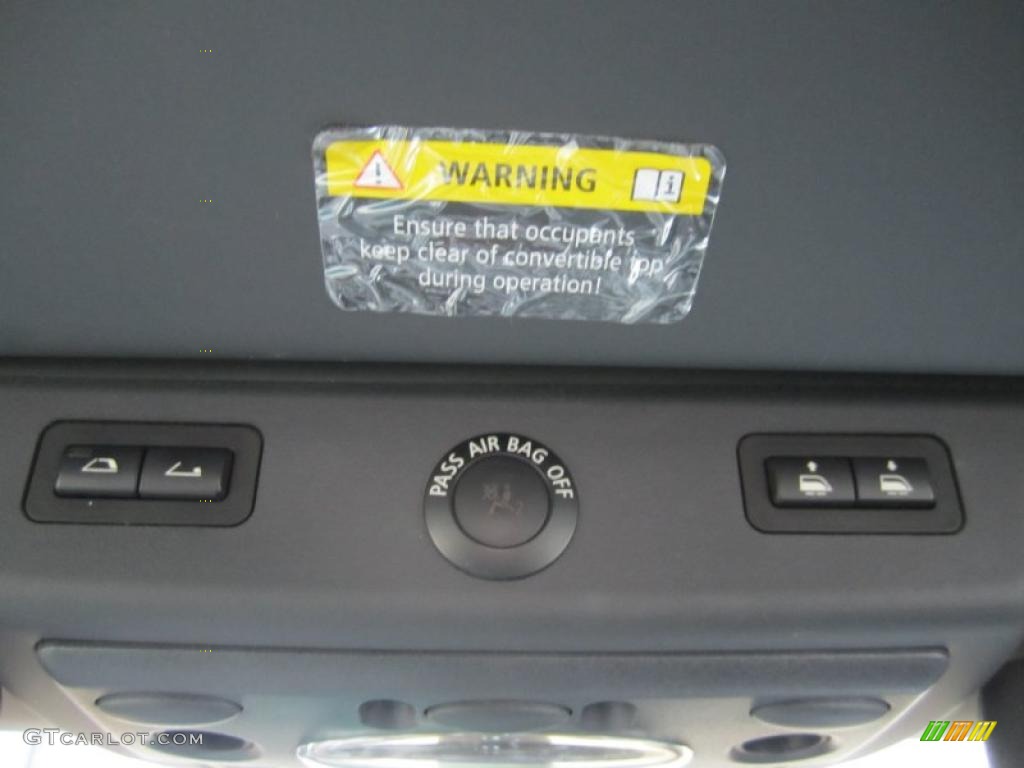 WARNING
Ensure that occupants
keep clear of convertible top
during operation!
PASS AIR BAG OFF
GTCARLOT.COM